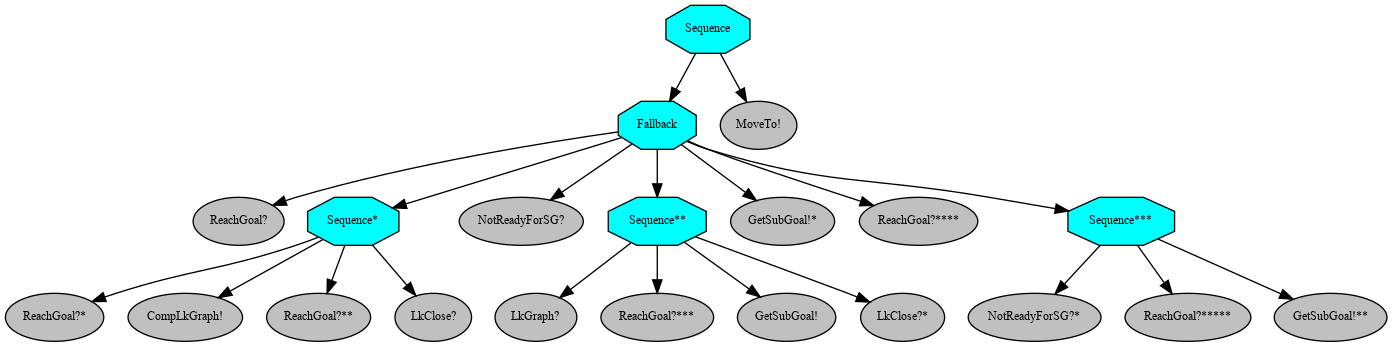 Sequence
Fallback
MoveTo!
ReachGoal?
Sequence*
NotReadyForSG?
Sequence**
GetSubGoal!*
ReachGoal?****
Sequence***
ReachGoal?*
CompLkGraph!
ReachGoal?**
LkClose?
LkGraph?
ReachGoal?***
GetSubGoal!
LkClose?*
NotReadyForSG?*
ReachGoal?*****
GetSubGoal!**